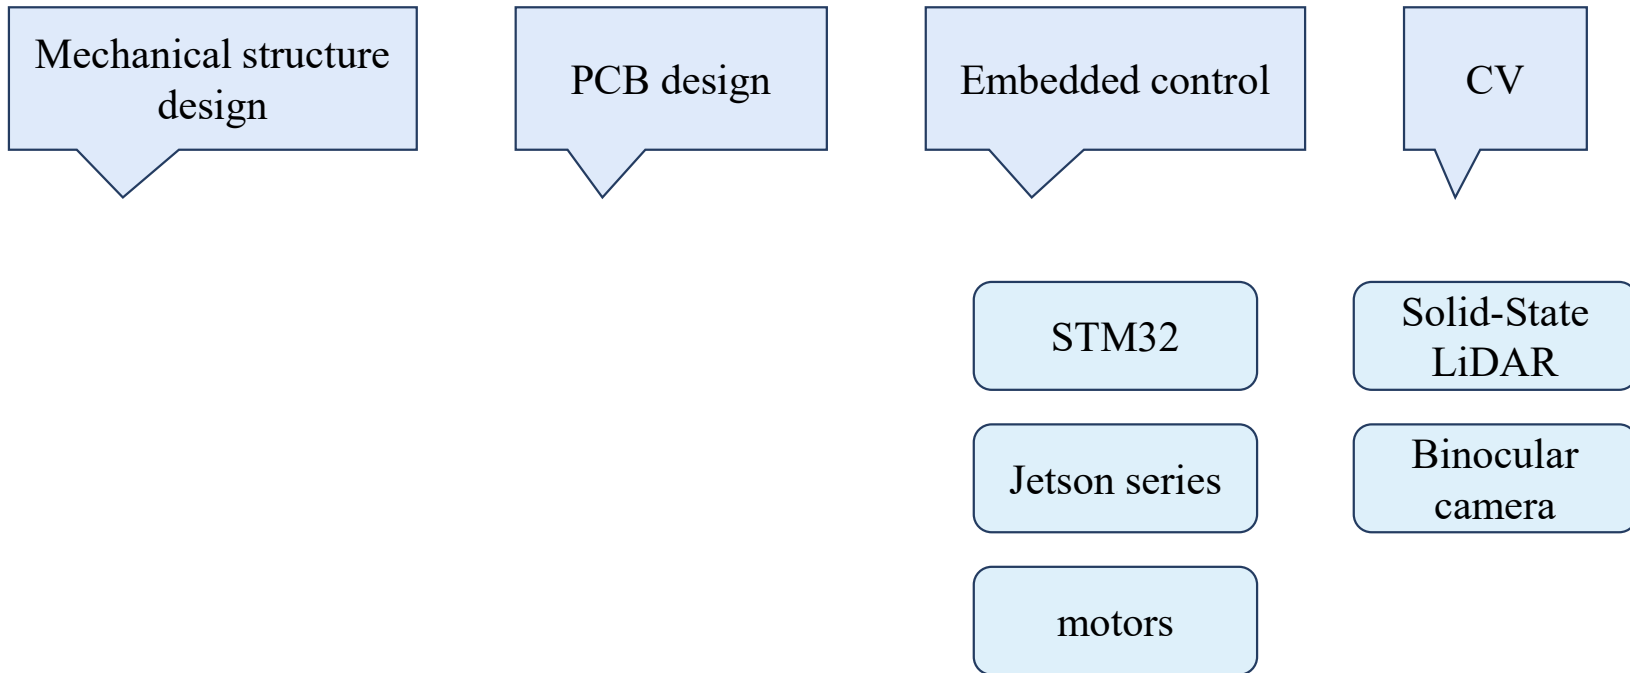 Mechanical structure
design
PCB design
Embedded control
CV
STM32
Solid-State
LiDAR
Jetson series
Binocular
camera
motors